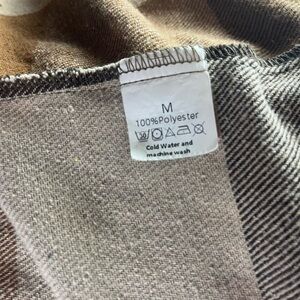 M
100%Polyester
Cold Water and
machine wash